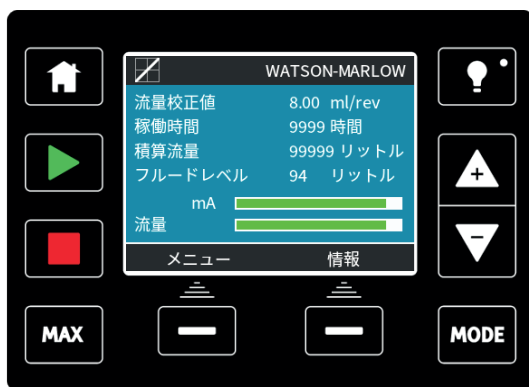 WATSON-MARLOW
流量校正値 8.00 ml/rev
稼働時間 9999 時間
積算流量 99999 リットル
フルードレベル 94 リットル
mA
流量
メニュー 情報
+
−
MAX
MODE